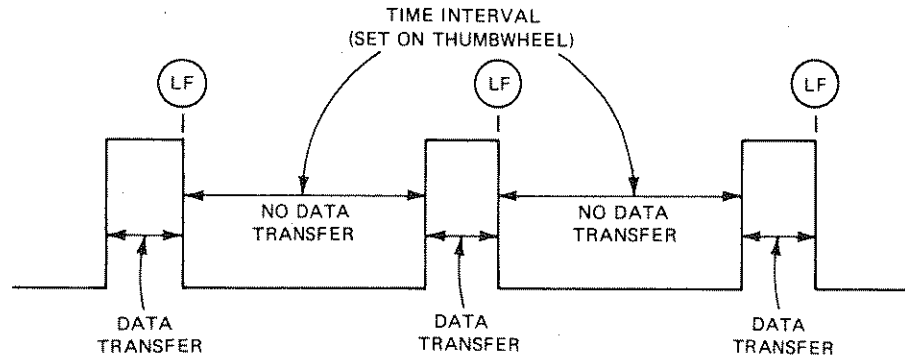 TIME INTERVAL
(SET ON THUMBWHEEL)
LF
LF
LF
NO DATA
TRANSFER
NO DATA
TRANSFER
DATA
TRANSFER
DATA
TRANSFER
DATA
TRANSFER